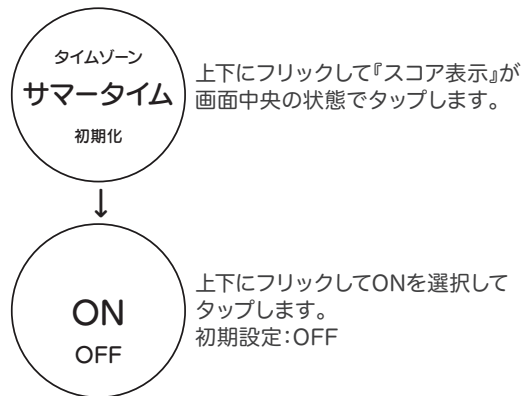 タイムゾーン
サマータイム
初期化
上下にフリックして『スコア表示』が
画面中央の状態でタップします。
↓
ON
OFF
上下にフリックしてONを選択して
タップします。
初期設定:OFF